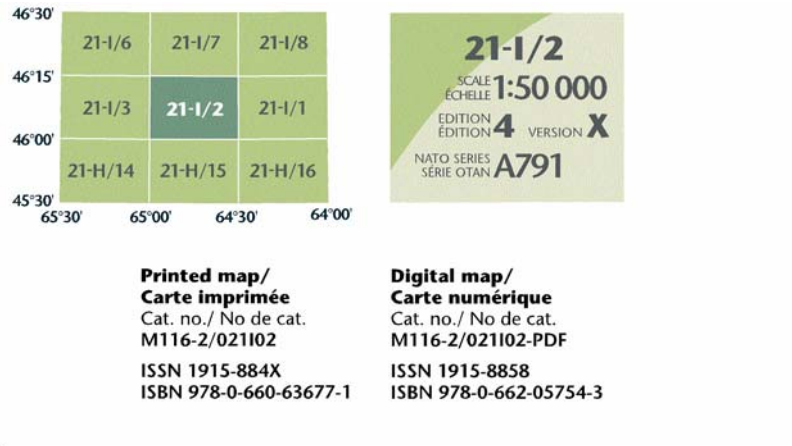 46°30'
21-I/6 21-I/7 21-I/8
46°15'
21-I/3 21-I/2 21-I/1
46°00'
21-H/14 21-H/15 21-H/16
45°30'
65°30' 65°00' 64°30' 64°00'
21-I/2
SCALE
ÉCHELLE 1:50 000
EDITION
ÉDITION 4 VERSION X
NATO SERIES
SÉRIE OTAN A791
Printed map/
Carte imprimée
Cat. no./ No de cat.
M116-2/021I02
ISSN 1915-884X
ISBN 978-0-660-63677-1
Digital map/
Carte numérique
Cat. no./ No de cat.
M116-2/021I02-PDF
ISSN 1915-8858
ISBN 978-0-662-05754-3